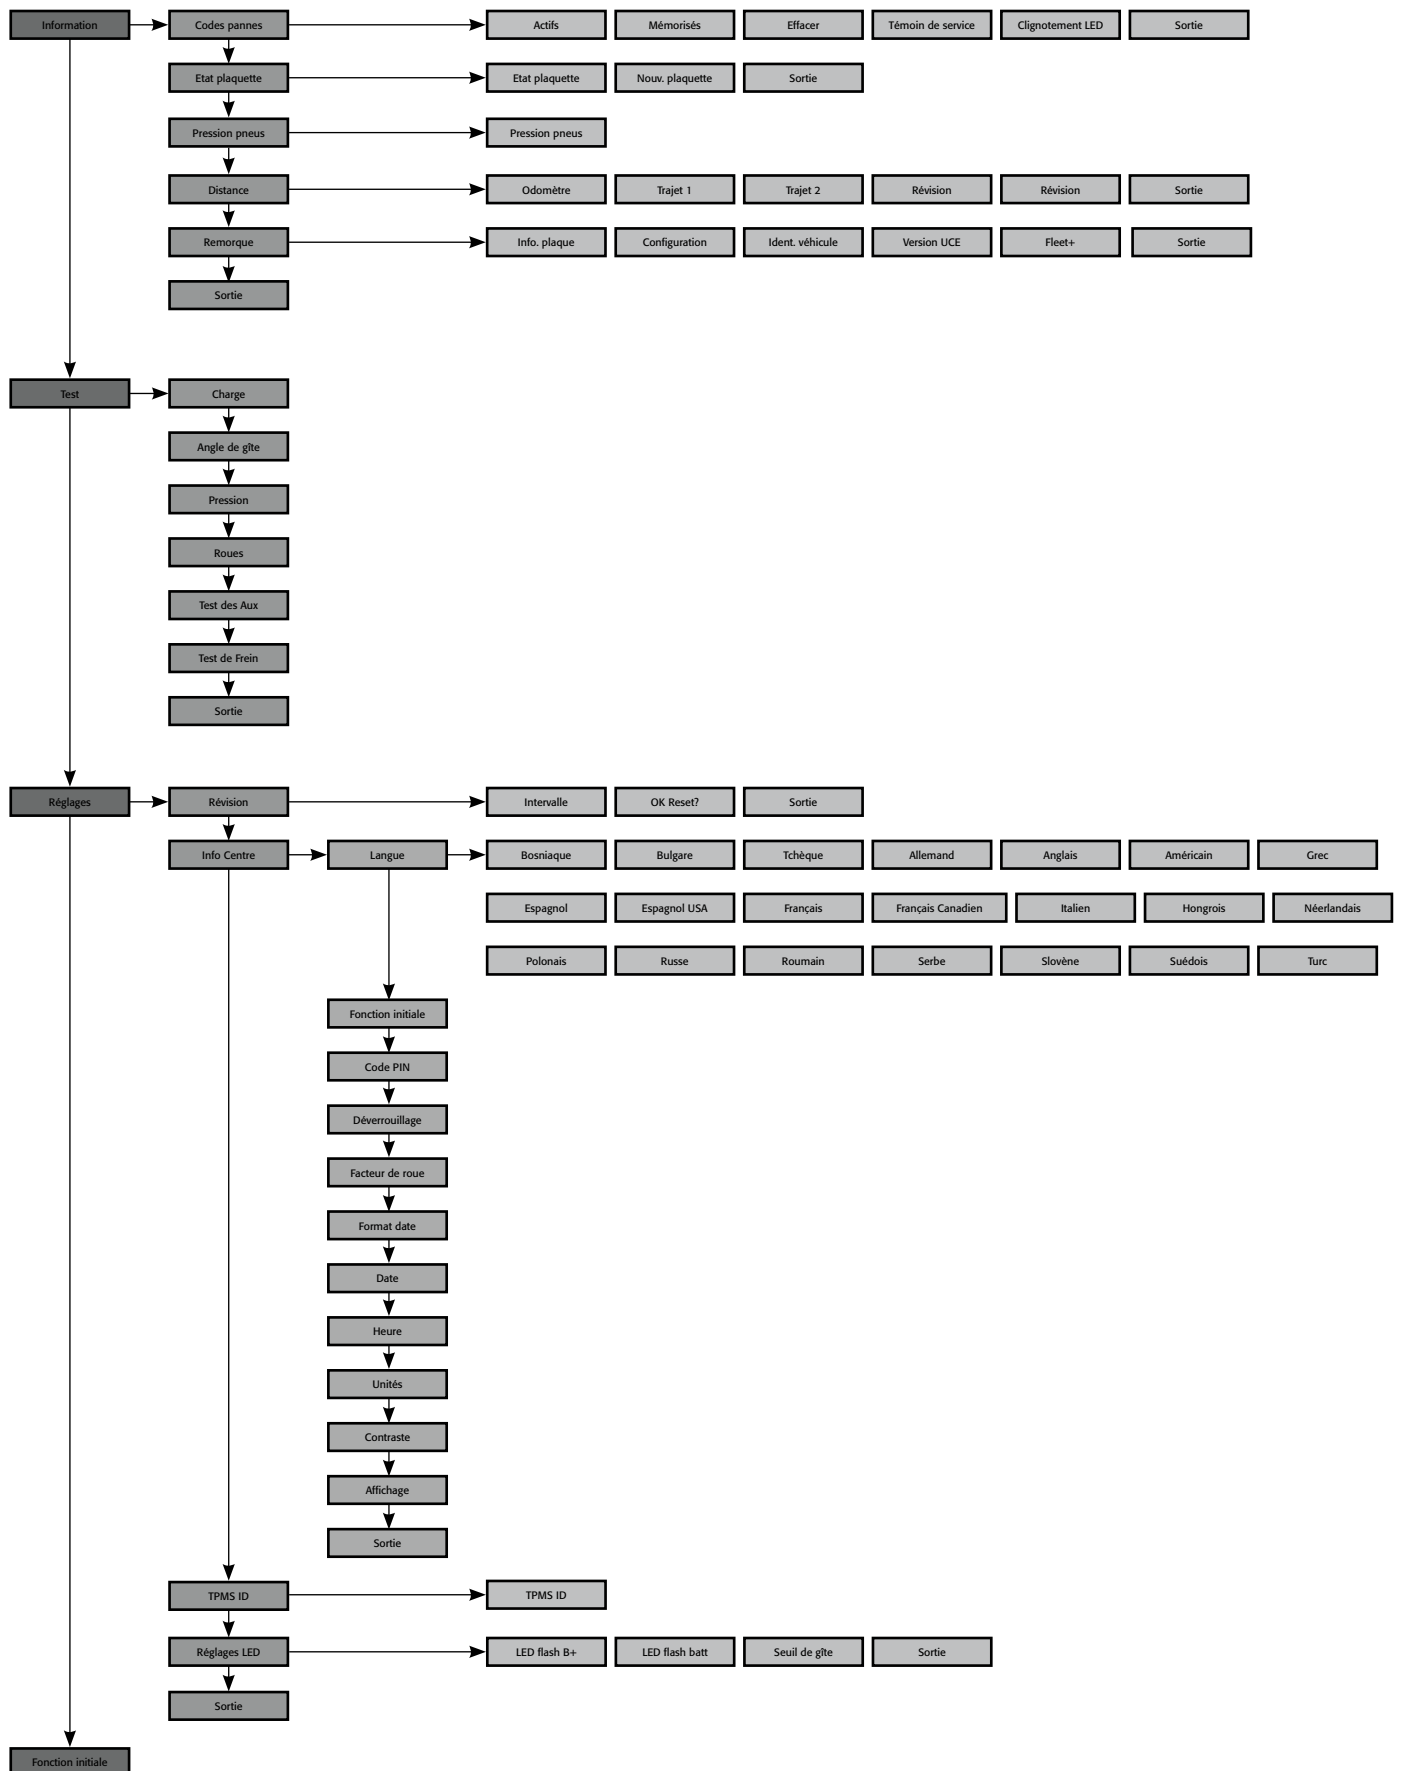 Information
Codes pannes
Actifs
Mémorisés
Effacer
Témoin de service
Clignotement LED
Sortie
Etat plaquette
Etat plaquette
Nouv. plaquette
Sortie
Pression pneus
Pression pneus
Distance
Odomètre
Trajet 1
Trajet 2
Révision
Révision
Sortie
Remorque
Info. plaque
Configuration
Ident. véhicule
Version UCE
Fleet+
Sortie
Sortie
Test
Charge
Angle de gîte
Pression
Roues
Test des Aux
Test de Frein
Sortie
Réglages
Révision
Intervalle
OK Reset?
Sortie
Info Centre
Langue
Bosniaque
Bulgare
Tchèque
Allemand
Anglais
Américain
Grec
Espagnol
Espagnol USA
Français
Français Canadien
Italien
Hongrois
Néerlandais
Polonais
Russe
Roumain
Serbe
Slovène
Suédois
Turc
Fonction initiale
Code PIN
Déverrouillage
Facteur de roue
Format date
Date
Heure
Unités
Contraste
Affichage
Sortie
TPMS ID
TPMS ID
Réglages LED
LED flash B+
LED flash batt
Seuil de gîte
Sortie
Sortie
Fonction initiale